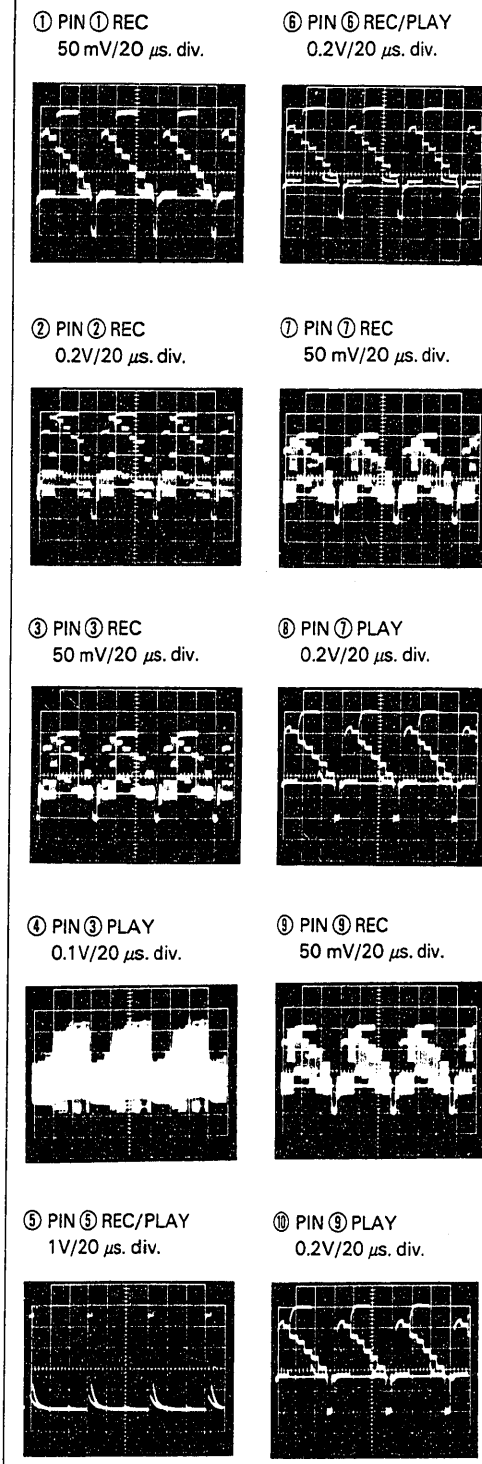 ① PIN ① REC
50 mV/20 μs. div.
② PIN ② REC
0.2V/20 μs. div.
③ PIN ③ REC
50 mV/20 μs. div.
④ PIN ③ PLAY
0.1V/20 μs. div.
⑤ PIN ⑤ REC/PLAY
1V/20 μs. div.
⑥ PIN ⑥ REC/PLAY
0.2V/20 μs. div.
⑦ PIN ⑦ REC
50 mV/20 μs. div.
⑧ PIN ⑦ PLAY
0.2V/20 μs. div.
⑨ PIN ⑨ REC
50 mV/20 μs. div.
⑩ PIN ⑨ PLAY
0.2V/20 μs. div.